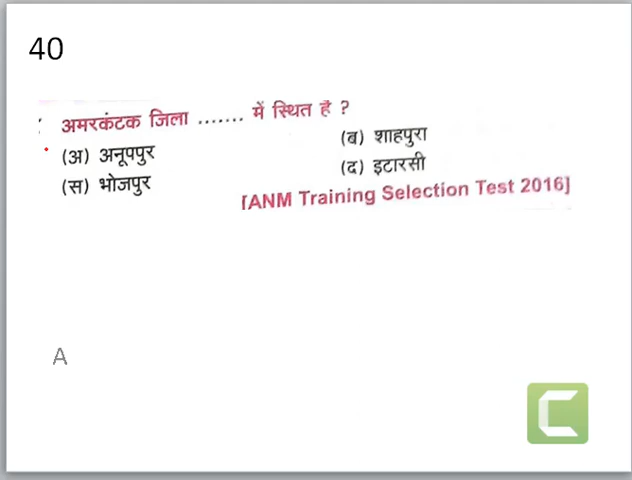 40
अमरकंटक जिला ....... में स्थित है ?
(अ) अनूपपुर (ब) शाहपुरा
(स) भोजपुर (द) इटारसी
[ANM Training Selection Test 2016]
A
C